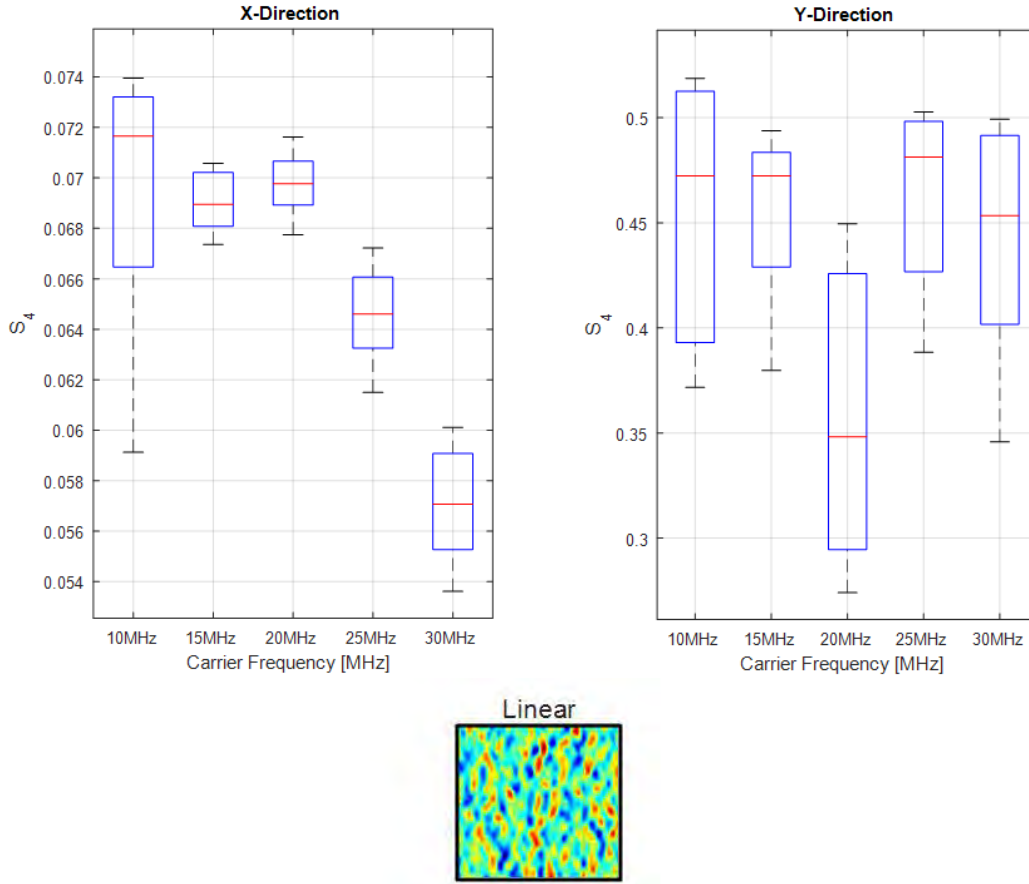 X-Direction
0.074
0.072
0.07
0.068
0.066
0.064
0.062
0.06
0.058
0.056
0.054
S4
10MHz 15MHz 20MHz 25MHz 30MHz
Carrier Frequency [MHz]
Y-Direction
0.5
0.45
0.4
0.35
0.3
S4
10MHz 15MHz 20MHz 25MHz 30MHz
Carrier Frequency [MHz]
Linear